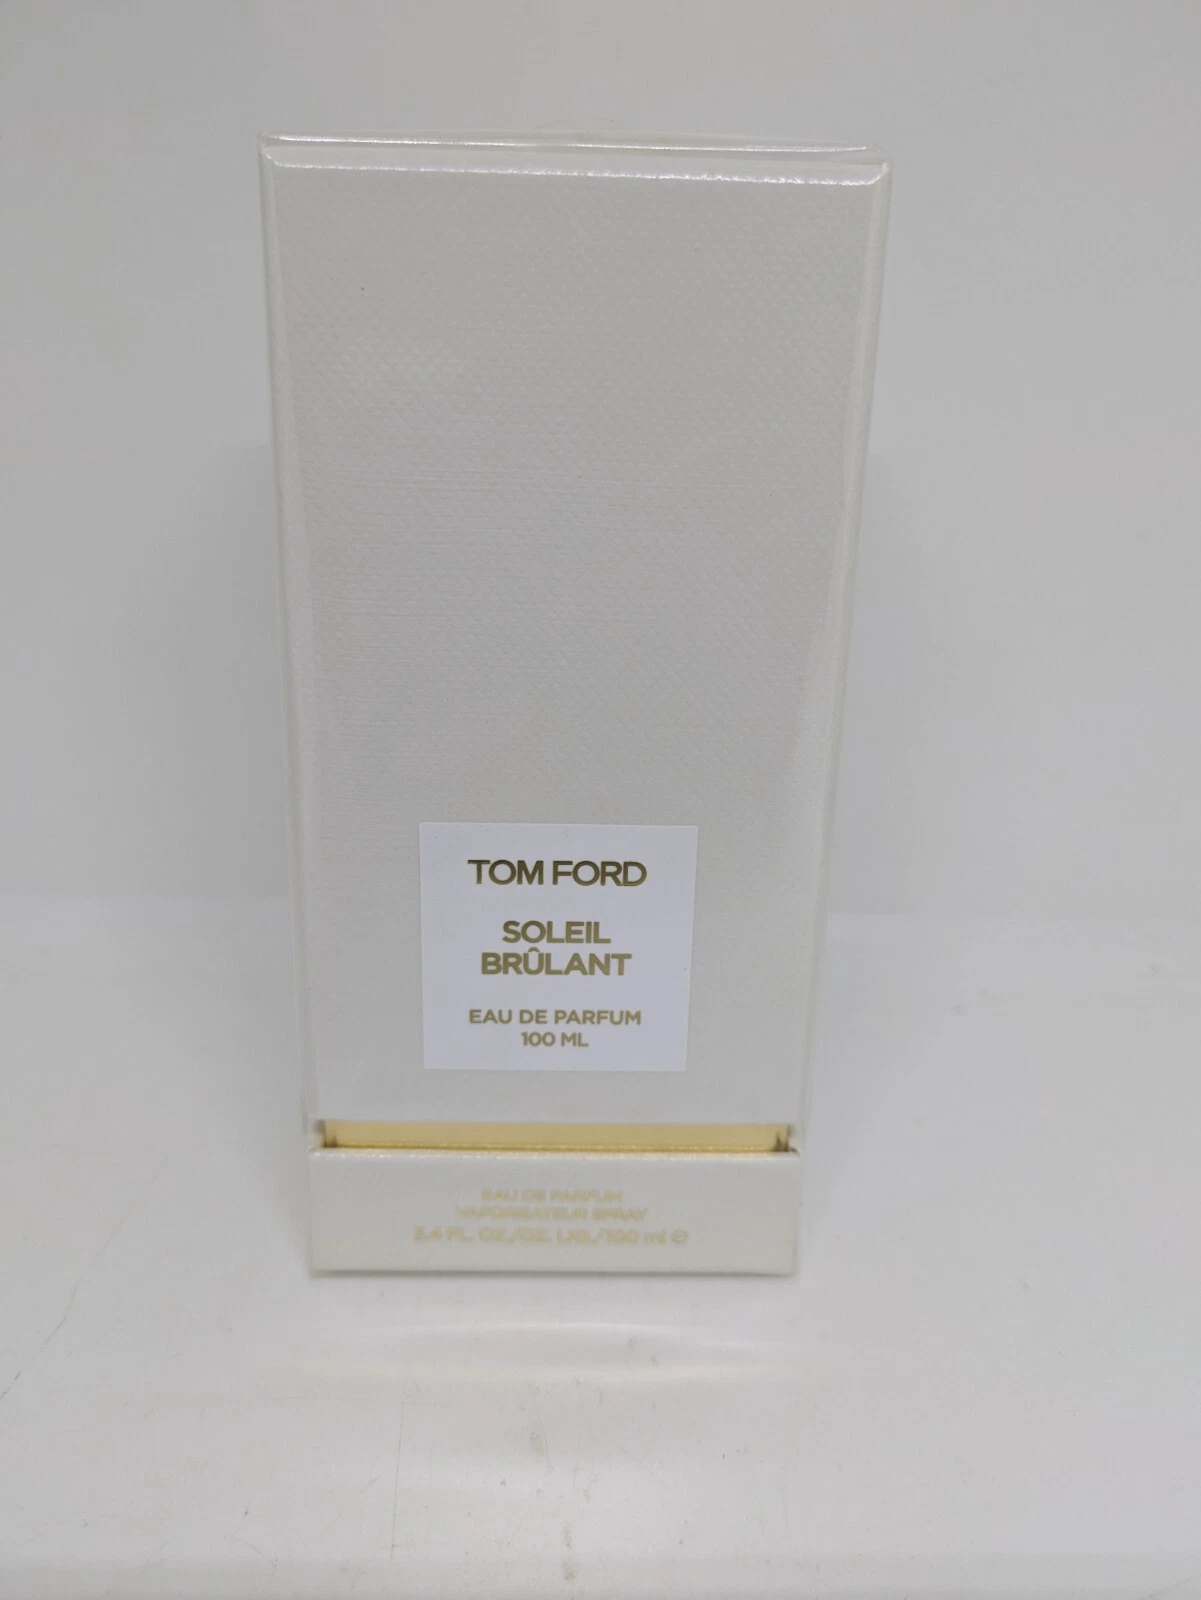 TOM FORD
SOLEIL
BRÛLANT
EAU DE PARFUM
100 ML
EAU DE PARFUM
VAPORISATEUR SPRAY
3.4 FL. OZ./OZ. LIQ./100 ml ℮